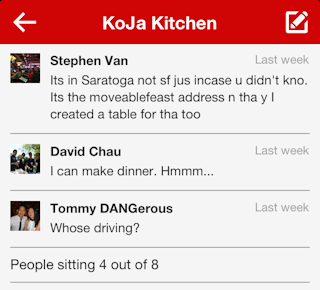 KoJa Kitchen
Stephen Van
Last week
Its in Saratoga not sf jus incase u didn't kno.
Its the moveablefeast address n tha y I
created a table for tha too
David Chau
Last week
I can make dinner. Hmmm...
Tommy DANGerous
Last week
Whose driving?
People sitting 4 out of 8